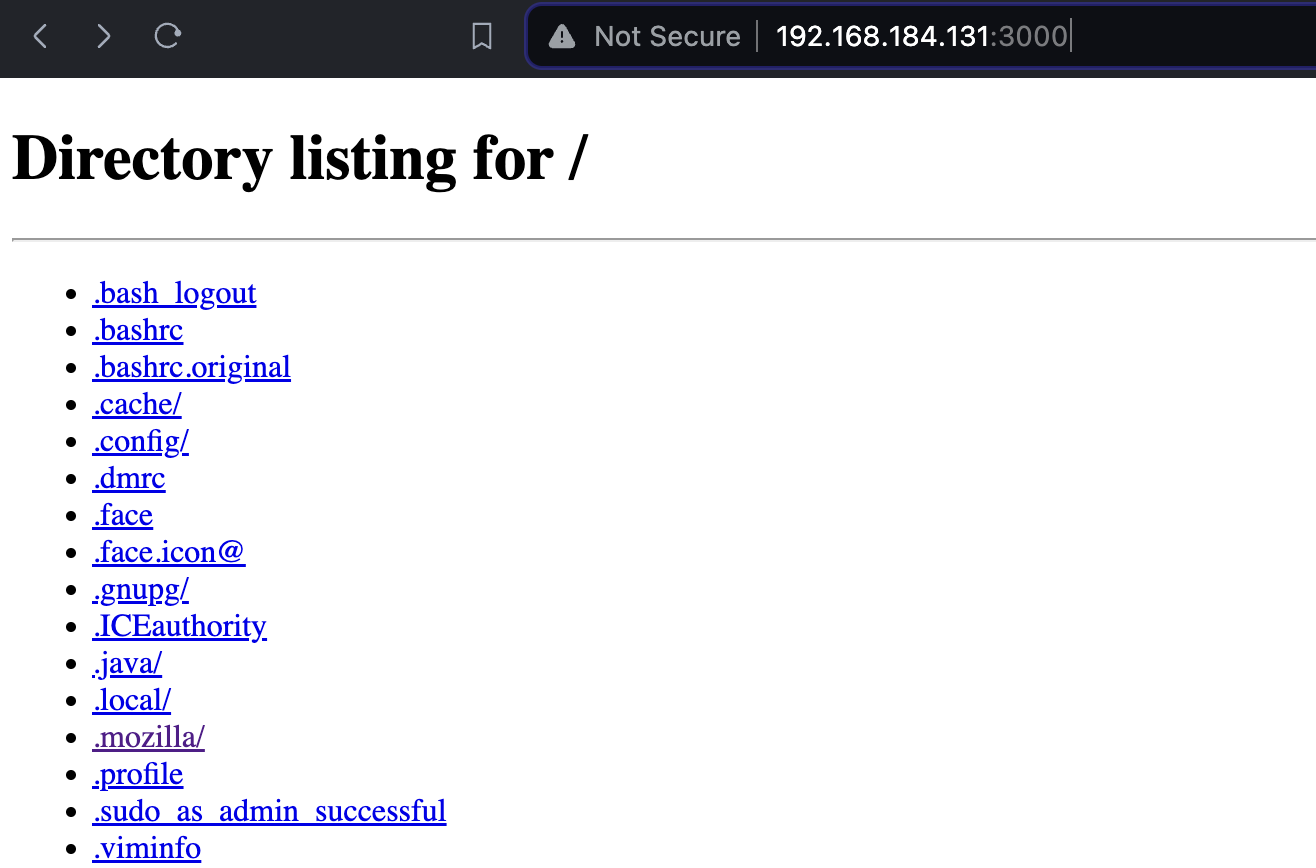 Not Secure 192.168.184.131:3000
Directory listing for /
.bash_logout
.bashrc
.bashrc.original
.cache/
.config/
.dmrc
.face
.face.icon@
.gnupg/
.ICEauthority
.java/
.local/
.mozilla/
.profile
.sudo_as_admin_successful
.viminfo